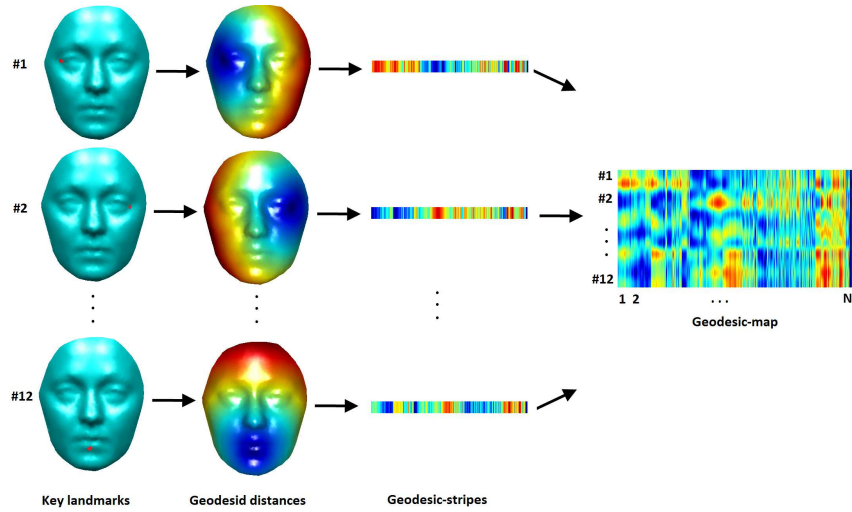 #1
#2
#12
#1
#2
.
.
.
#12
1 2 ... N
Geodesic-map
Key landmarks
Geodesid distances
Geodesic-stripes